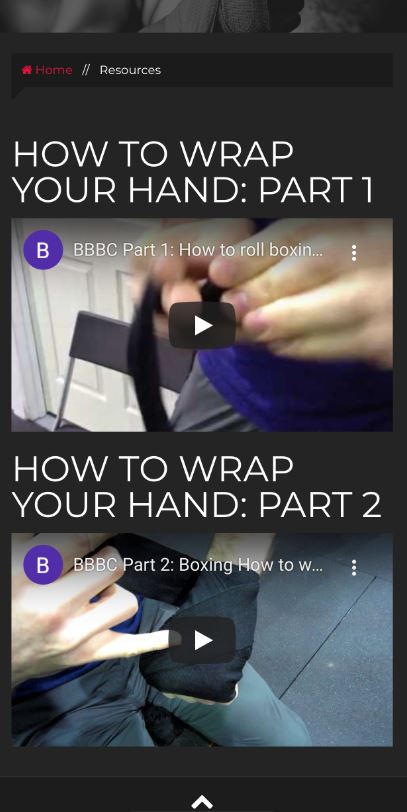 Home // Resources
HOW TO WRAP
YOUR HAND: PART 1
B BBBC Part 1: How to roll boxin...
HOW TO WRAP
YOUR HAND: PART 2
B BBBC Part 2: Boxing How to w...